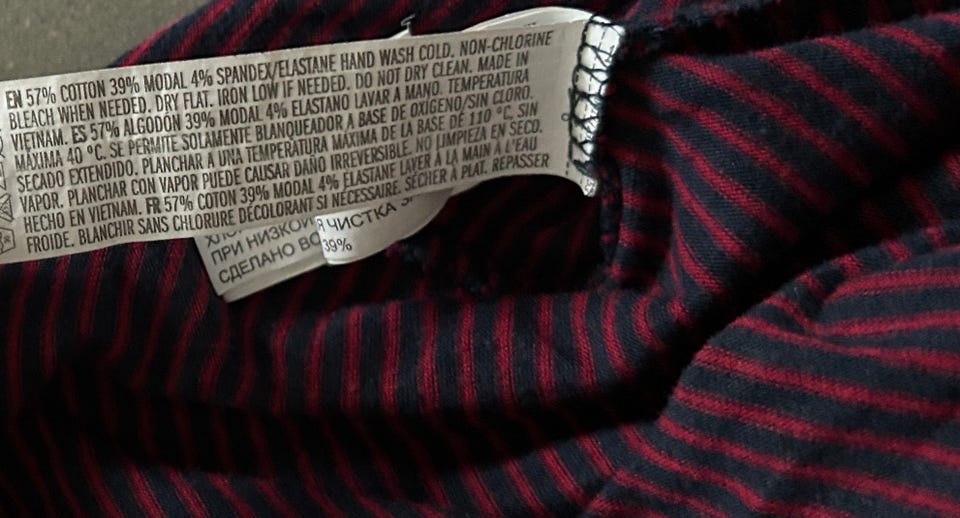 EN 57% COTTON 39% MODAL 4% SPANDEX/ELASTANE HAND WASH COLD. NON-CHLORINE
BLEACH WHEN NEEDED. DRY FLAT. IRON LOW IF NEEDED. DO NOT DRY CLEAN. MADE IN
VIETNAM. ES 57% ALGODÓN 39% MODAL 4% ELASTANO LAVAR A MANO. TEMPERATURA
MÁXIMA 40 °C. SE PERMITE SOLAMENTE BLANQUEADOR A BASE DE OXÍGENO/SIN CLORO.
SECADO EXTENDIDO. PLANCHAR A UNA TEMPERATURA MÁXIMA DE LA BASE DE 110 °C, SIN
VAPOR. PLANCHAR CON VAPOR PUEDE CAUSAR DAÑO IRREVERSIBLE. NO LIMPIEZA EN SECO.
HECHO EN VIETNAM. FR 57% COTON 39% MODAL 4% ELASTANE LAVER À LA MAIN À L'EAU
FROIDE. BLANCHIR SANS CHLORURE DÉCOLORANT SI NECESSAIRE. SÉCHER À PLAT. REPASSER
ПРИ НИЗКОЙ
СДЕЛАНО ВО
Я ЧИСТКА
39%